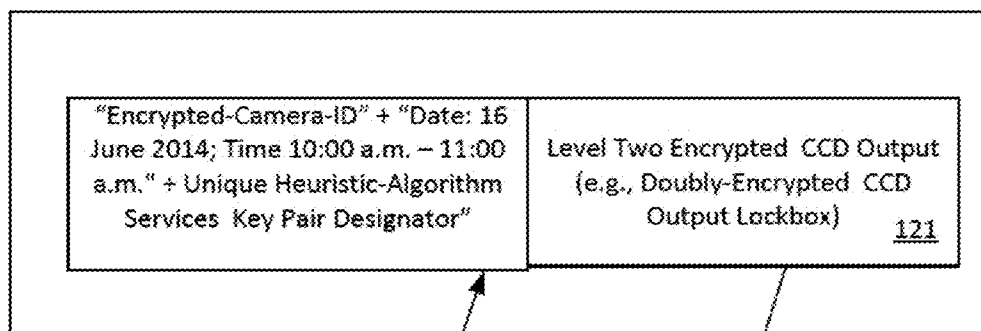 “Encrypted-Camera-ID” + “Date: 16
June 2014; Time 10:00 a.m. – 11:00
a.m.“ + Unique Heuristic-Algorithm
Services Key Pair Designator”
Level Two Encrypted CCD Output
(e.g., Doubly-Encrypted CCD
Output Lockbox)
121